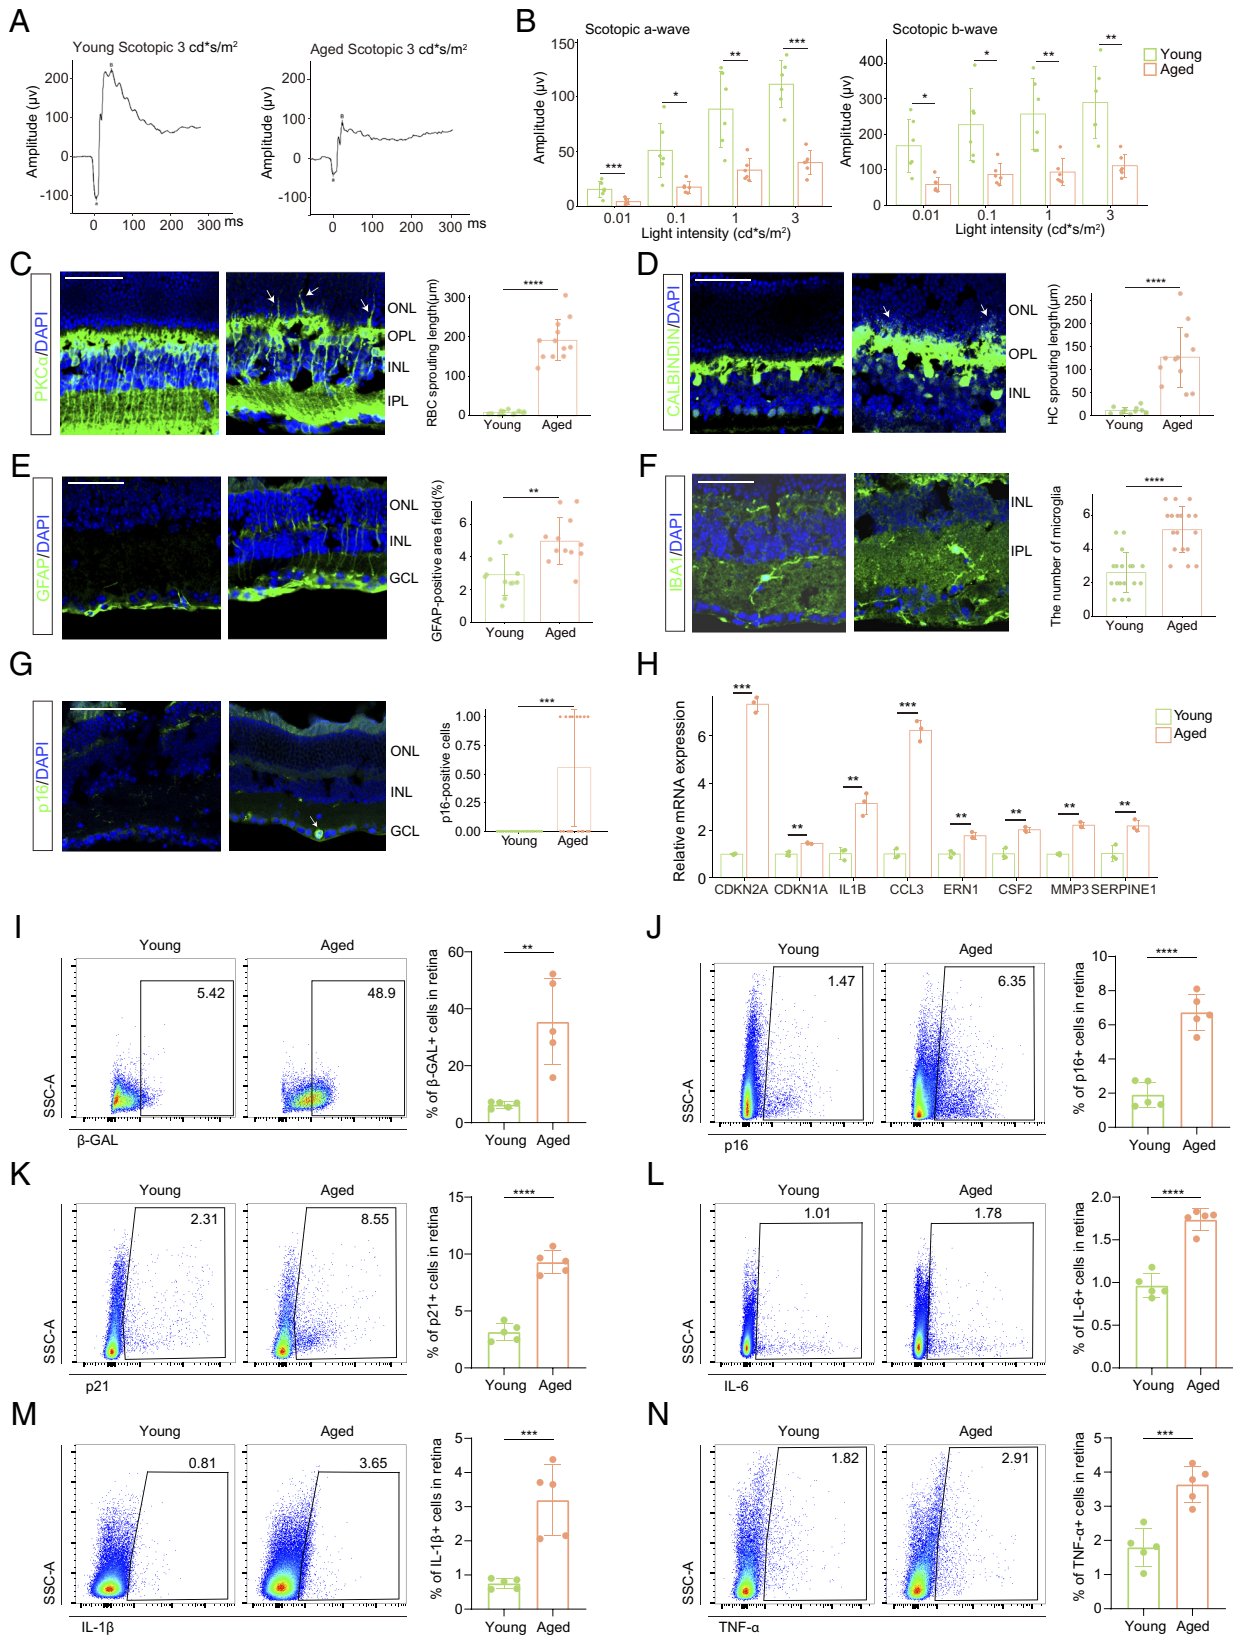 A
Young Scotopic 3 cd*s/m²
Amplitude (μv)
200
100
0
-100
0 100 200 300 ms
B
Aged Scotopic 3 cd*s/m²
Amplitude (μv)
200
100
0
-100
0 100 200 300 ms
B
B
Scotopic a-wave
Amplitude (μv)
150
100
50
0
*** * ** ***
0.01 0.1 1 3
Light intensity (cd*s/m²)
Scotopic b-wave
Amplitude (μv)
400
300
200
100
0
* * ** **
0.01 0.1 1 3
Light intensity (cd*s/m²)
Young
Aged
C
PKCα/DAPI
ONL
OPL
INL
IPL
RBC sprouting length(μm)
300
200
100
0
****
Young Aged
D
CALBINDIN/DAPI
ONL
OPL
INL
HC sprouting length(μm)
250
200
150
100
50
0
****
Young Aged
E
GFAP/DAPI
ONL
INL
GCL
GFAP-positive area field(%)
6
4
2
0
**
Young Aged
F
IBA1/DAPI
INL
IPL
The number of microglia
6
4
2
0
****
Young Aged
G
p16/DAPI
ONL
INL
GCL
p16-positive cells
1.00
0.75
0.50
0.25
0.00
***
Young Aged
H
Relative mRNA expression
6
4
2
0
*** ** ** *** ** ** ** **
CDKN2A CDKN1A IL1B CCL3 ERN1 CSF2 MMP3 SERPINE1
Young
Aged
I
Young Aged
5.42 48.9
SSC-A
β-GAL
% of β-GAL+ cells in retina
60
40
20
0
**
Young Aged
J
Young Aged
1.47 6.35
SSC-A
p16
% of p16+ cells in retina
10
8
6
4
2
0
****
Young Aged
K
Young Aged
2.31 8.55
SSC-A
p21
% of p21+ cells in retina
15
10
5
0
****
Young Aged
L
Young Aged
1.01 1.78
SSC-A
IL-6
% of IL-6+ cells in retina
2.0
1.5
1.0
0.5
0.0
****
Young Aged
M
Young Aged
0.81 3.65
SSC-A
IL-1β
% of IL-1β+ cells in retina
5
4
3
2
1
0
***
Young Aged
N
Young Aged
1.82 2.91
SSC-A
TNF-α
% of TNF-α+ cells in retina
5
4
3
2
1
0
***
Young Aged